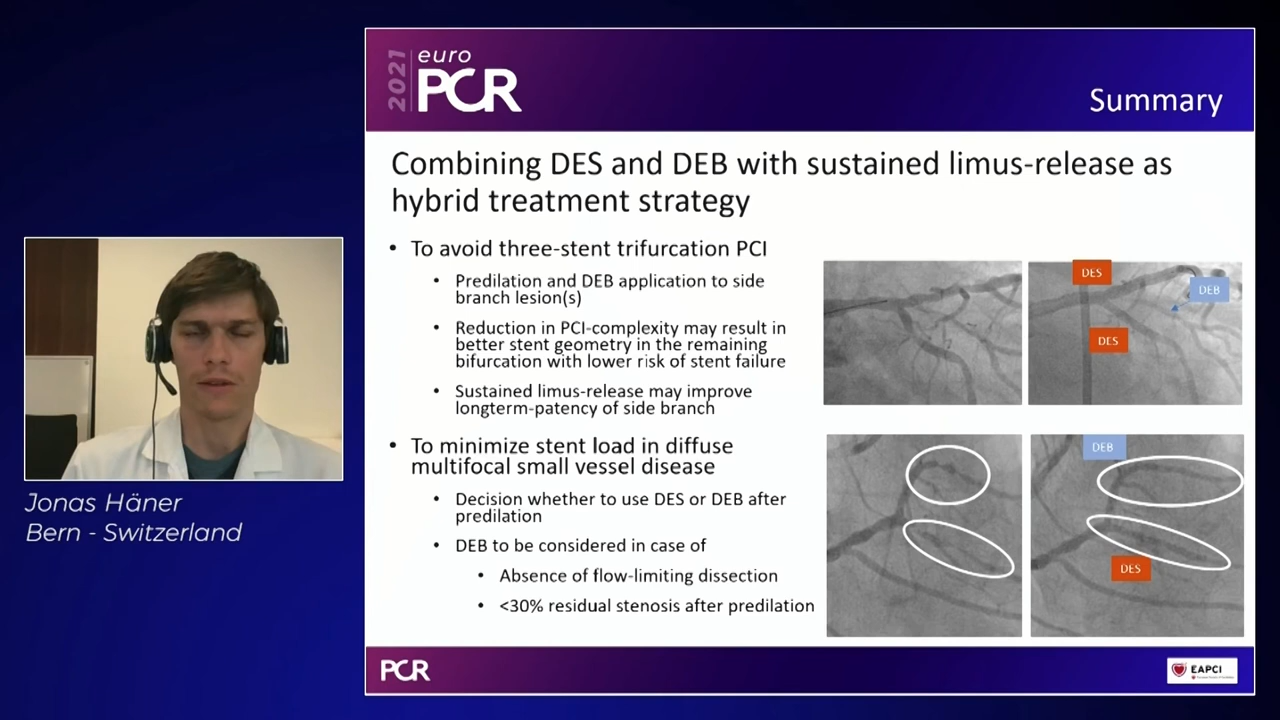 2021
euro
PCR
Summary
Combining DES and DEB with sustained limus-release as
hybrid treatment strategy
• To avoid three-stent trifurcation PCI
• Predilation and DEB application to side
branch lesion(s)
• Reduction in PCI-complexity may result in
better stent geometry in the remaining
bifurcation with lower risk of stent failure
• Sustained limus-release may improve
longterm-patency of side branch
• To minimize stent load in diffuse
multifocal small vessel disease
• Decision whether to use DES or DEB after
predilation
• DEB to be considered in case of
• Absence of flow-limiting dissection
• <30% residual stenosis after predilation
DES
DEB
DES
DEB
DES
Jonas Häner
Bern - Switzerland
PCR
EAPCI